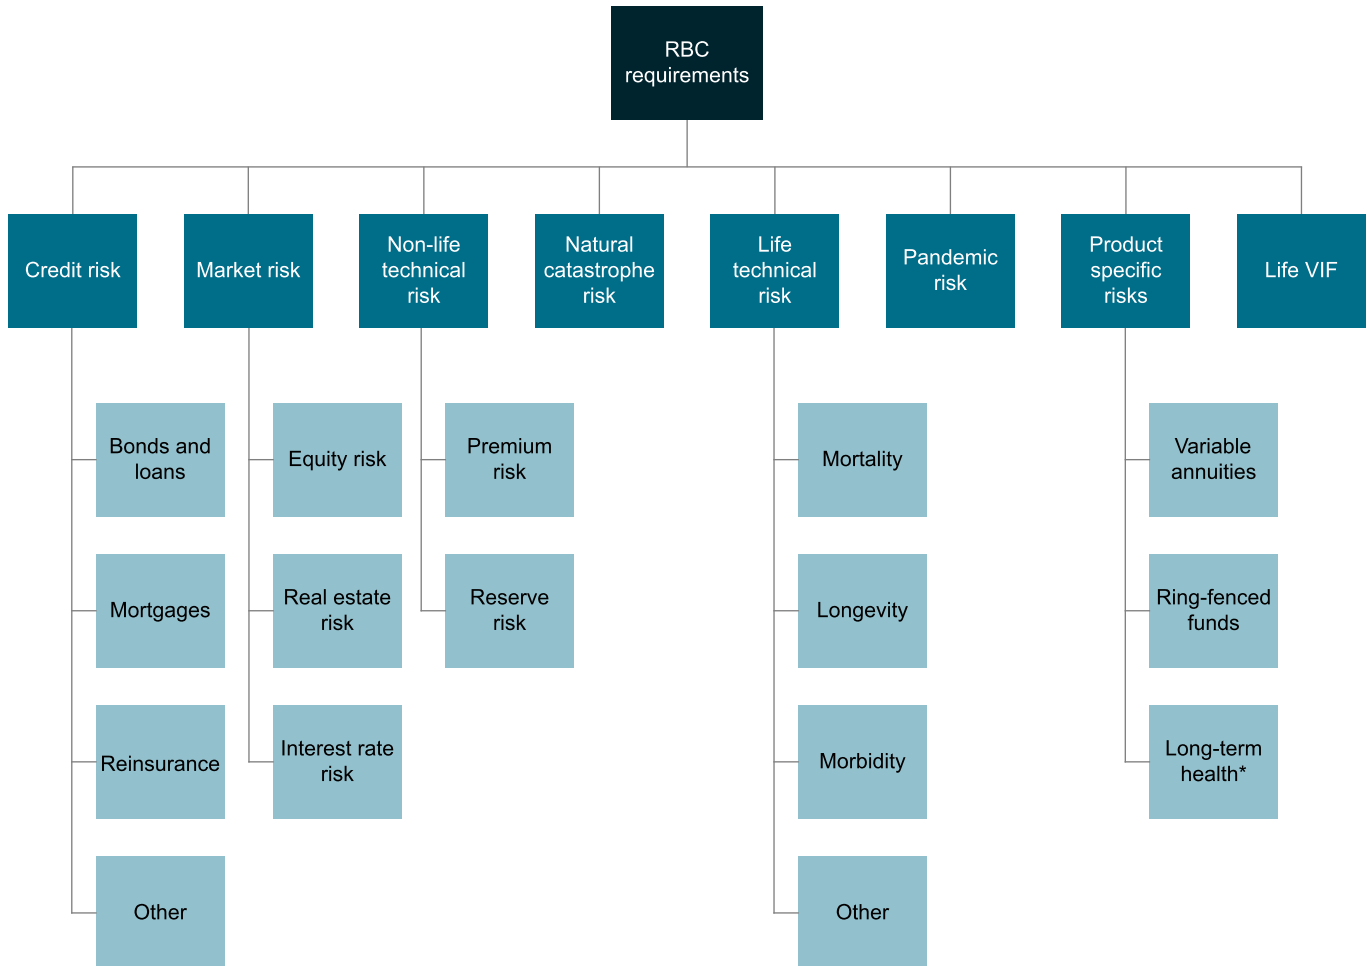 RBC
requirements
Credit risk
Market risk
Non-life
technical
risk
Natural
catastrophe
risk
Life
technical
risk
Pandemic
risk
Product
specific
risks
Life VIF
Bonds and
loans
Mortgages
Reinsurance
Other
Equity risk
Real estate
risk
Interest rate
risk
Premium
risk
Reserve
risk
Mortality
Longevity
Morbidity
Other
Variable
annuities
Ring-fenced
funds
Long-term
health*